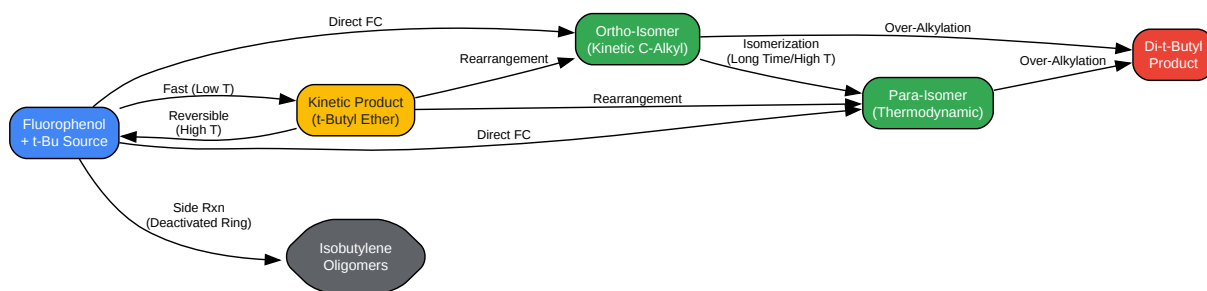 Direct FC
Ortho-Isomer
(Kinetic C-Alkyl)
Over-Alkylation
Di-t-Butyl
Product
Isomerization
(Long Time/High T)
Over-Alkylation
Rearrangement
Fast (Low T)
Kinetic Product
(t-Butyl Ether)
Rearrangement
Para-Isomer
(Thermodynamic)
Fluorophenol
+ t-Bu Source
Reversible
(High T)
Direct FC
Side Rxn
(Deactivated Ring)
Isobutylene
Oligomers